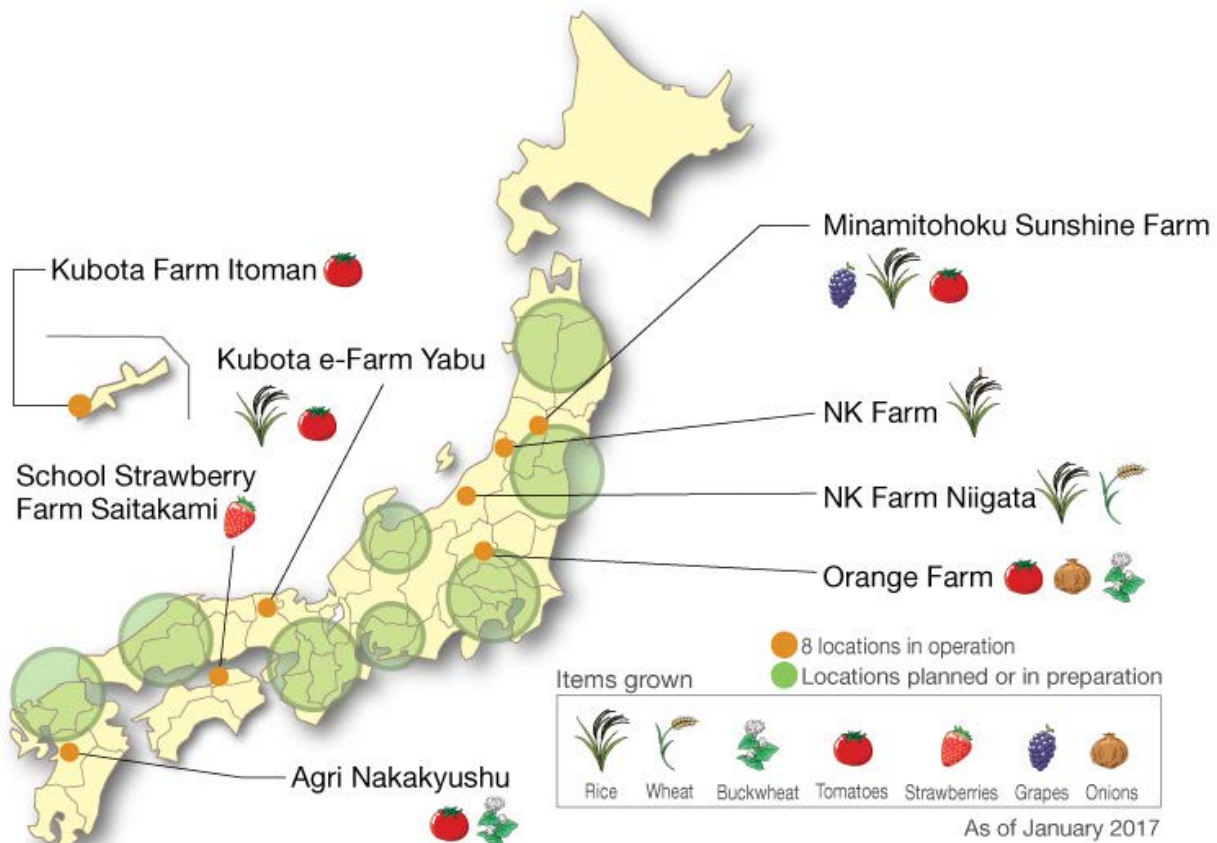 Minamitohoku Sunshine Farm
Kubota Farm Itoman
Kubota e-Farm Yabu
NK Farm
School Strawberry
Farm Saitakami
NK Farm Niigata
Orange Farm
8 locations in operation
Locations planned or in preparation
Items grown
Rice Wheat Buckwheat Tomatoes Strawberries Grapes Onions
Agri Nakakyushu
As of January 2017